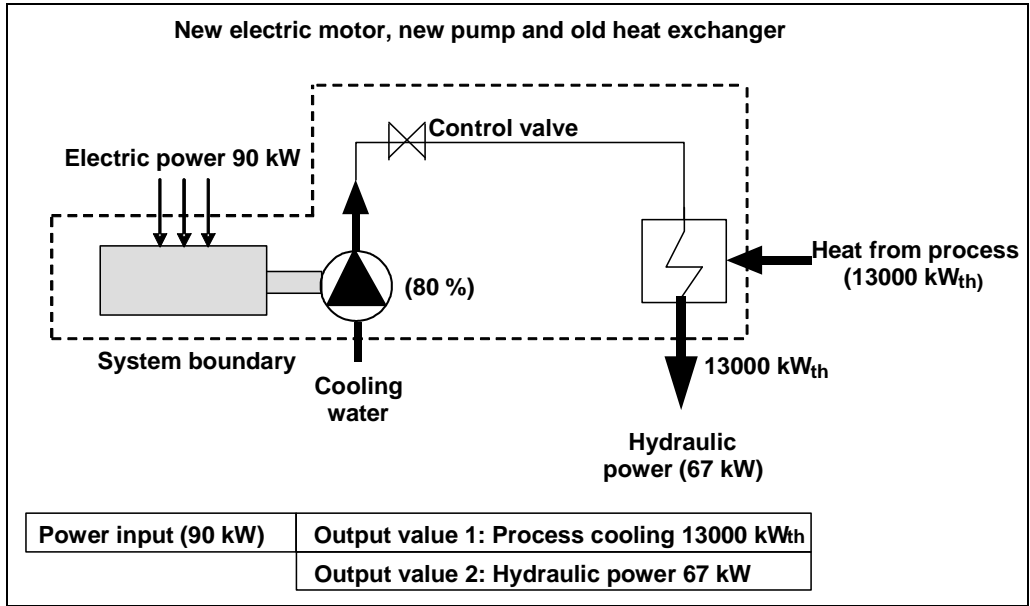 New electric motor, new pump and old heat exchanger
Control valve
Electric power 90 kW
Heat from process
(13000 kWth)
(80 %)
System boundary
13000 kWth
Cooling
water
Hydraulic
power (67 kW)
Power input (90 kW)
Output value 1: Process cooling 13000 kWth
Output value 2: Hydraulic power 67 kW